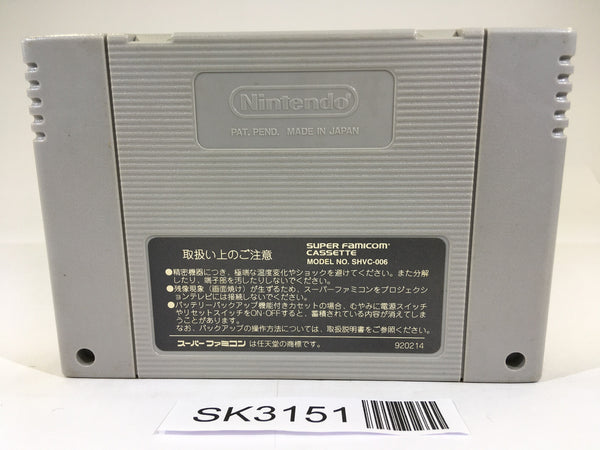 Nintendo
PAT. PEND. MADE IN JAPAN
取扱い上のご注意
SUPER FAMICOM
CASSETTE
MODEL NO. SHVC-006
●精密機器につき、極端な温度変化やショックを避けてください。また分解
したり、端子部を汚したりしないでください。
●残像現象（画面焼け）が生ずるため、スーパーファミコンをプロジェクシ
ョンテレビには接続しないでください。
●バッテリーバックアップ機能付きカセットの場合、むやみに電源スイッチ
やリセットスイッチをON・OFFすると、蓄積されている内容が消えてしま
うことがあります。
なお、バックアップの操作方法については、取扱説明書をご参照ください。
スーパーファミコンは任天堂の商標です。
920214
SK3151